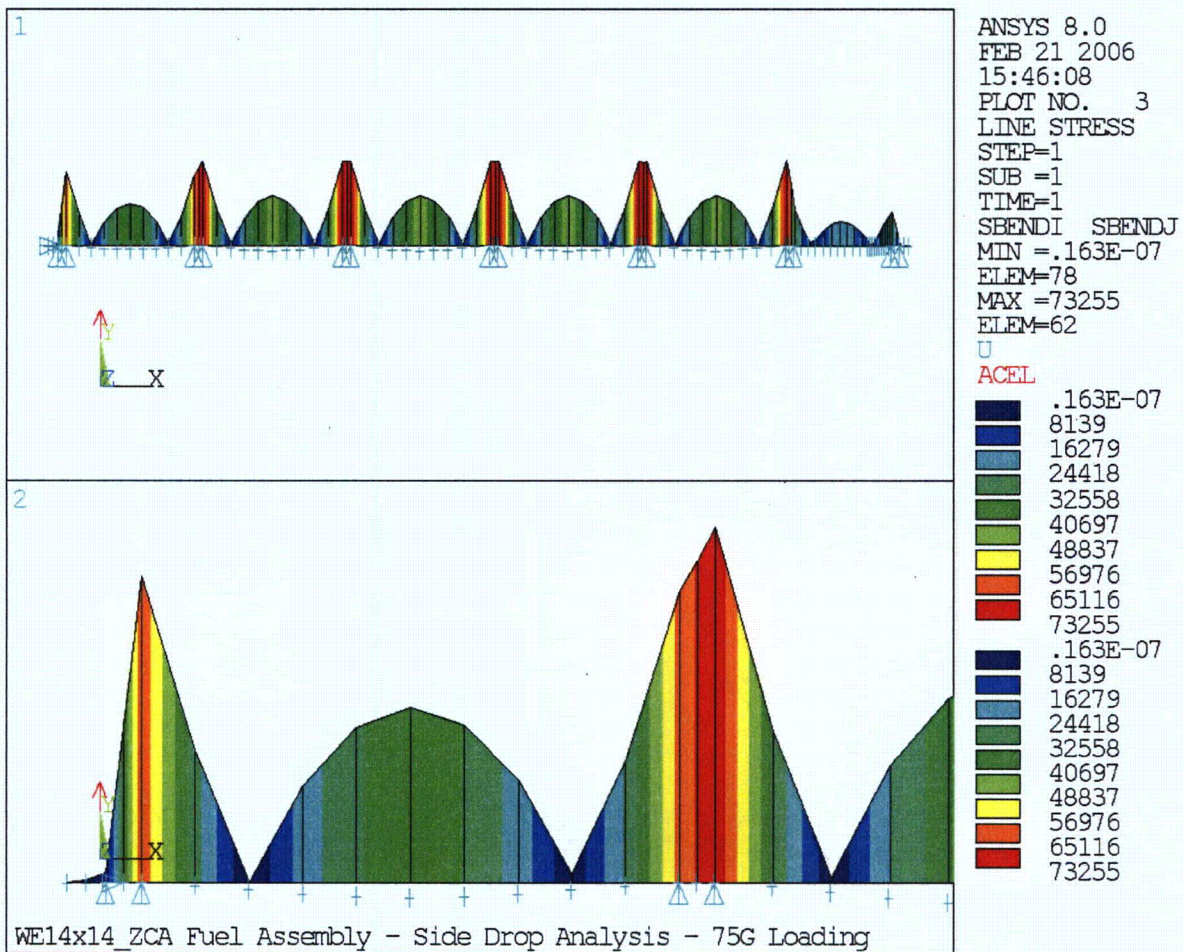 1
ANSYS 8.0
FEB 21 2006
15:46:08
PLOT NO. 3
LINE STRESS
STEP=1
SUB =1
TIME=1
SBENDI SBENDJ
MIN =.163E-07
ELEM=78
MAX =73255
ELEM=62
U
ACEL
.163E-07
8139
16279
24418
32558
40697
48837
56976
65116
73255
.163E-07
8139
16279
24418
32558
40697
48837
56976
65116
73255
Y
Z X
2
Y
Z X
WE14x14_ZCA Fuel Assembly - Side Drop Analysis - 75G Loading